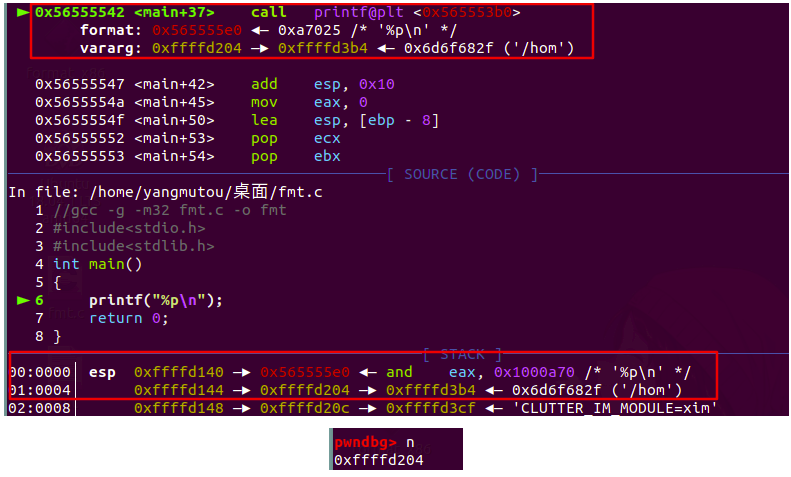 ► 0x56555542 <main+37> call printf@plt <0x565553b0>
format: 0x565555e0 ◂— 0xa7025 /* '%p\n' */
vararg: 0xffffd204 —▸ 0xffffd3b4 ◂— 0x6d6f682f ('/hom')
0x56555547 <main+42> add esp, 0x10
0x5655554a <main+45> mov eax, 0
0x5655554f <main+50> lea esp, [ebp - 8]
0x56555552 <main+53> pop ecx
0x56555553 <main+54> pop ebx
[ SOURCE (CODE) ]
In file: /home/yangmutou/桌面/fmt.c
1 //gcc -g -m32 fmt.c -o fmt
2 #include<stdio.h>
3 #include<stdlib.h>
4 int main()
5 {
► 6 printf("%p\n");
7 return 0;
8 }
[ STACK ]
00:0000│ esp 0xffffd140 —▸ 0x565555e0 ◂— and eax, 0x1000a70 /* '%p\n' */
01:0004│ 0xffffd144 —▸ 0xffffd204 —▸ 0xffffd3b4 ◂— 0x6d6f682f ('/hom')
02:0008│ 0xffffd148 —▸ 0xffffd20c —▸ 0xffffd3cf ◂— 'CLUTTER_IM_MODULE=xim'
pwndbg> n
0xffffd204